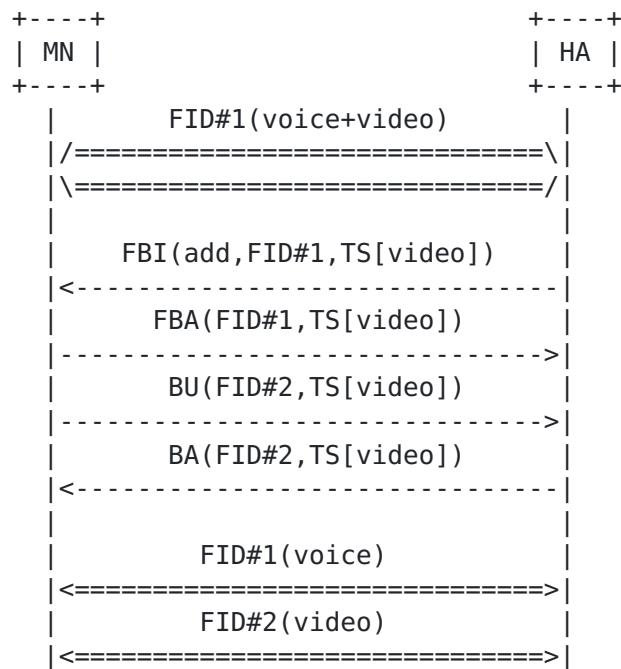 MN HA
FID#1(voice+video)
FBI(add,FID#1,TS[video])
FBA(FID#1,TS[video])
BU(FID#2,TS[video])
BA(FID#2,TS[video])
FID#1(voice)
FID#2(video)